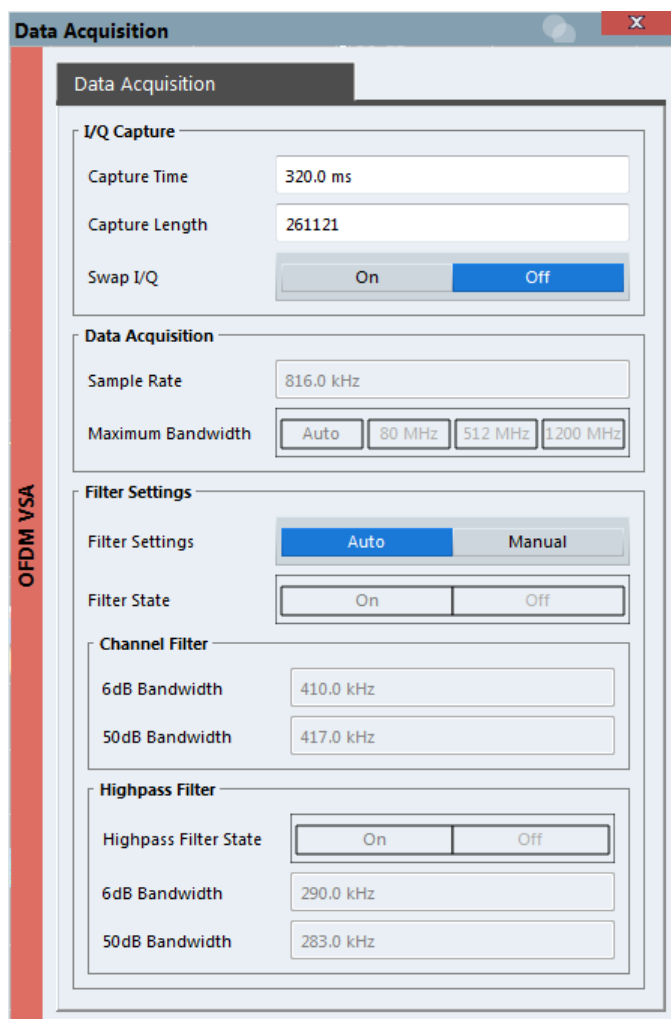 Data Acquisition
x
Data Acquisition
I/Q Capture
Capture Time 320.0 ms
Capture Length 261121
Swap I/Q On Off
Data Acquisition
Sample Rate 816.0 kHz
Maximum Bandwidth Auto 80 MHz 512 MHz 1200 MHz
OFDM VSA
Filter Settings
Filter Settings Auto Manual
Filter State On Off
Channel Filter
6dB Bandwidth 410.0 kHz
50dB Bandwidth 417.0 kHz
Highpass Filter
Highpass Filter State On Off
6dB Bandwidth 290.0 kHz
50dB Bandwidth 283.0 kHz